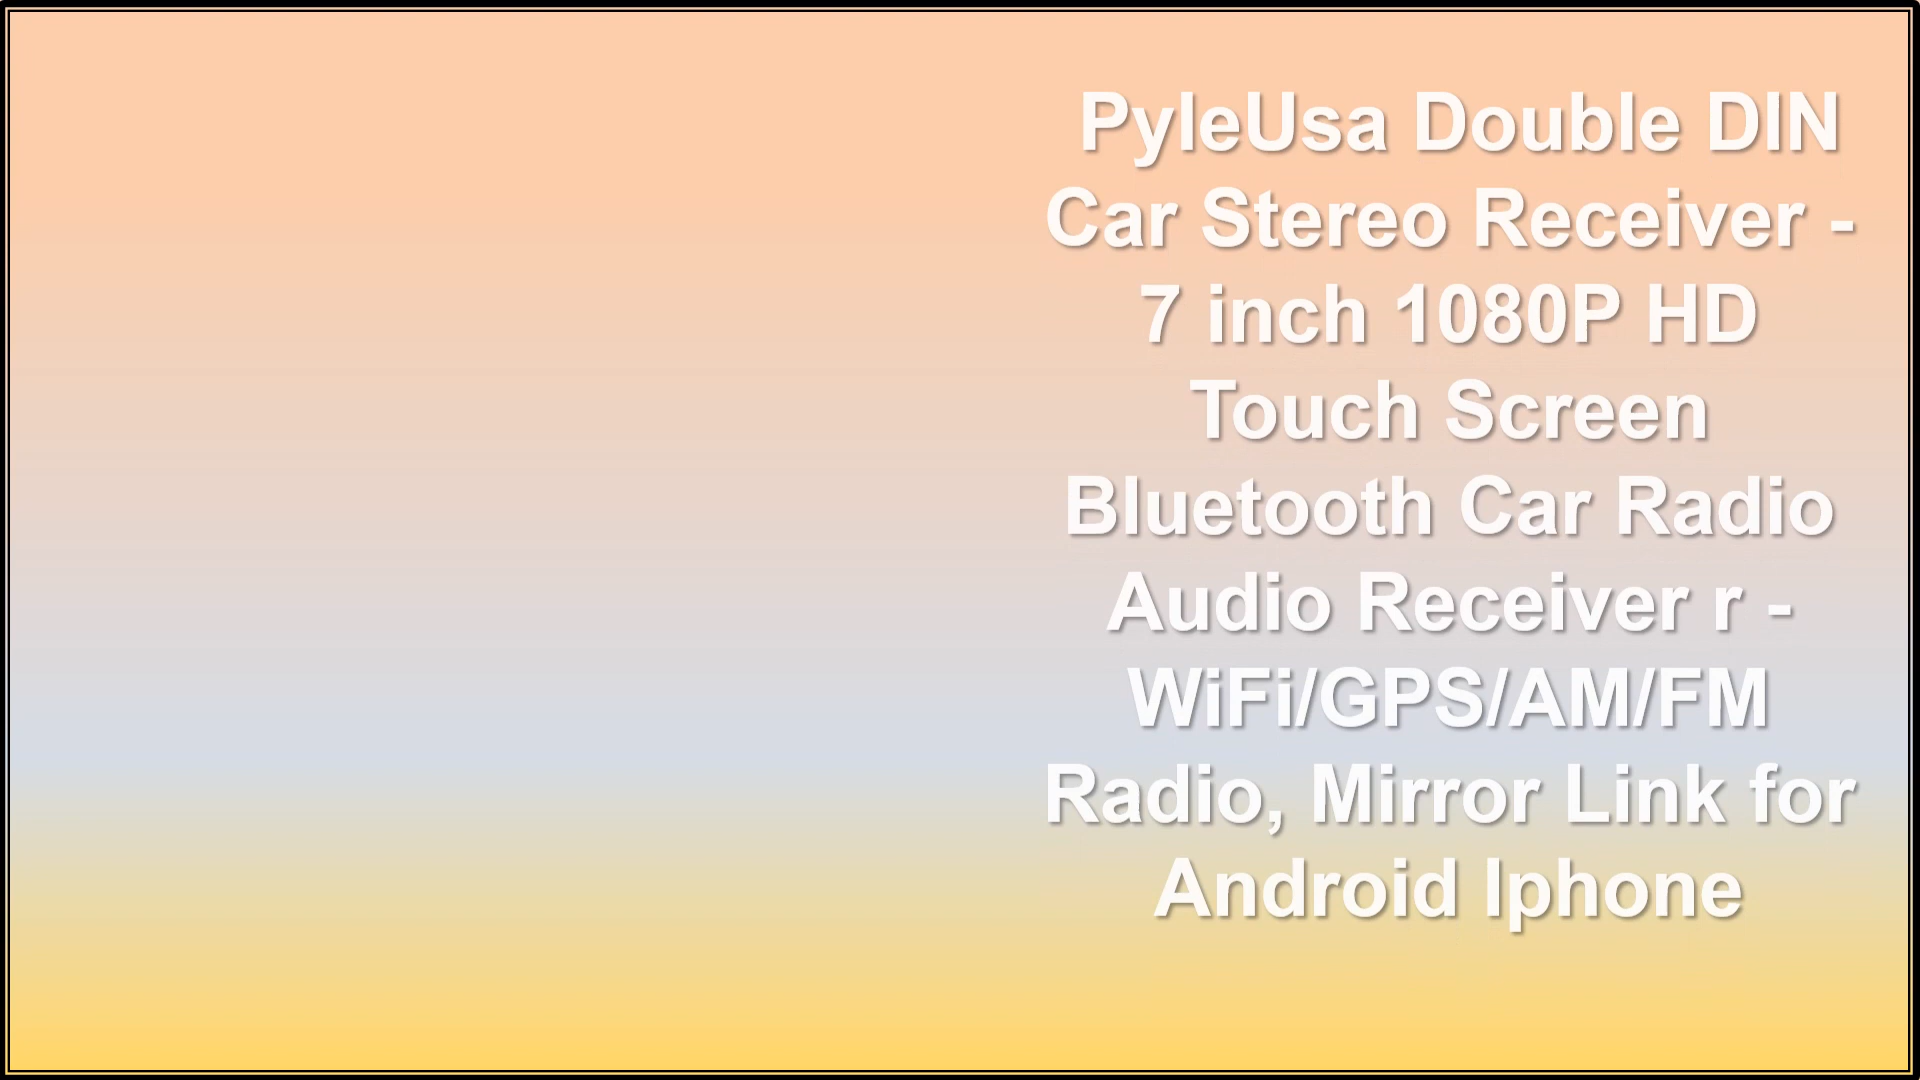 PyleUsa Double DIN
Car Stereo Receiver -
7 inch 1080P HD
Touch Screen
Bluetooth Car Radio
Audio Receiver r -
WiFi/GPS/AM/FM
Radio, Mirror Link for
Android Iphone